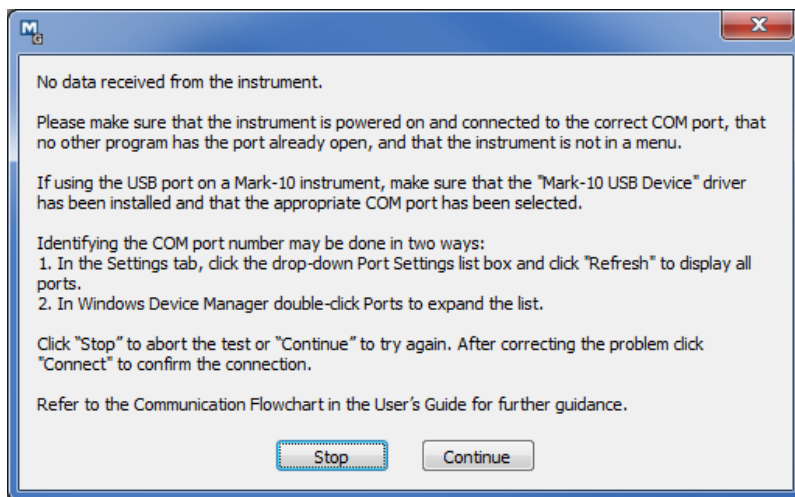 M
G
X
No data received from the instrument.
Please make sure that the instrument is powered on and connected to the correct COM port, that
no other program has the port already open, and that the instrument is not in a menu.
If using the USB port on a Mark-10 instrument, make sure that the "Mark-10 USB Device" driver
has been installed and that the appropriate COM port has been selected.
Identifying the COM port number may be done in two ways:
1. In the Settings tab, click the drop-down Port Settings list box and click "Refresh" to display all
ports.
2. In Windows Device Manager double-click Ports to expand the list.
Click “Stop” to abort the test or “Continue” to try again. After correcting the problem click
"Connect" to confirm the connection.
Refer to the Communication Flowchart in the User’s Guide for further guidance.
Stop Continue